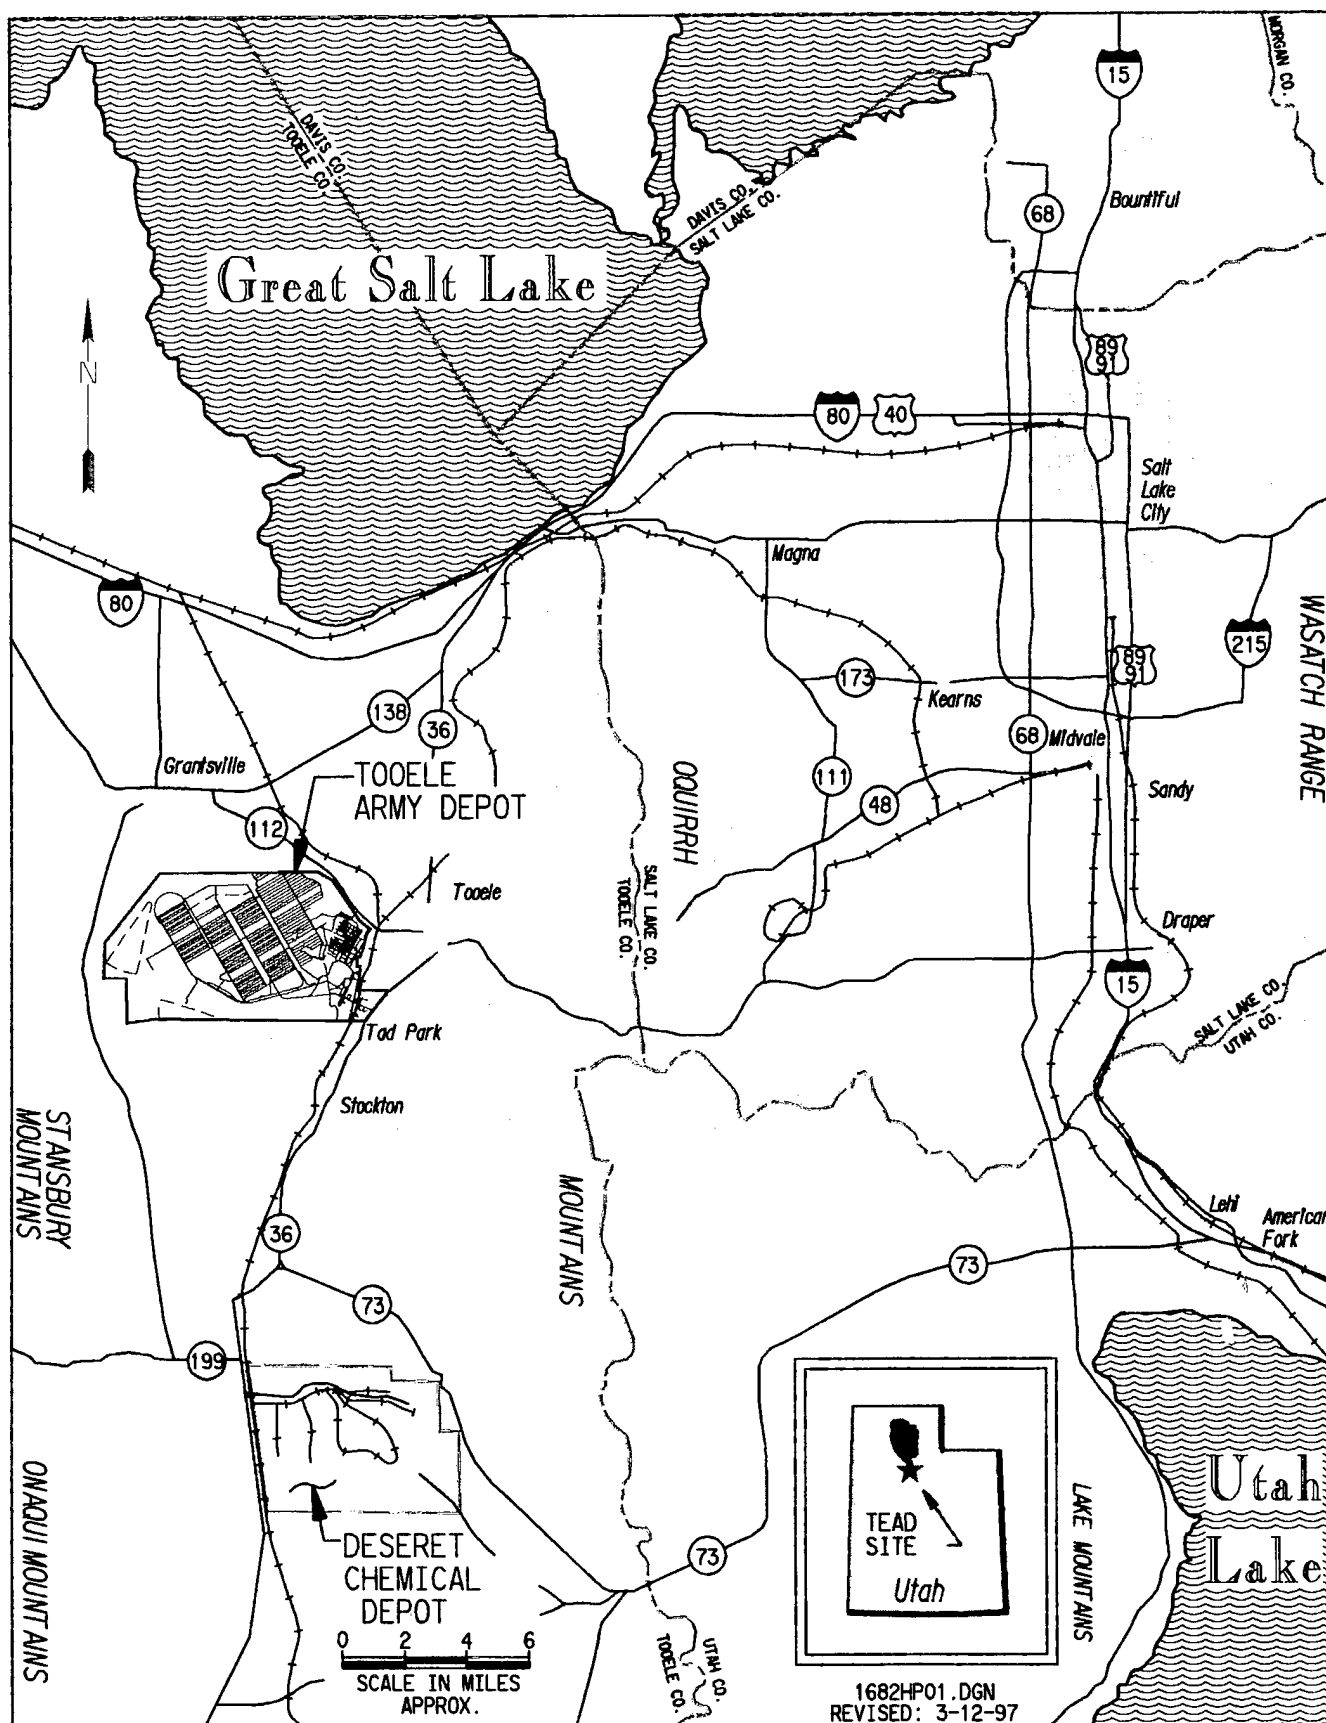 MORGAN CO.
15
DAVIS CO.
TOOELE CO.
68
Bountiful
DAVIS CO.
SALT LAKE CO.
Great Salt Lake
N
89
91
80
40
Salt
Lake
City
Magna
80
WASATCH RANGE
215
89
91
173
Kearns
138
36
68
Midvale
Grantsville
TOOELE
ARMY DEPOT
OQUIRRH
111
48
Sandy
112
Tooele
SALT LAKE CO.
TOOELE CO.
Draper
15
SALT LAKE CO.
UTAH CO.
Tad Park
Stockton
STANSBURY
MOUNTAINS
MOUNTAINS
Lehi
American
Fork
36
73
73
199
ONAQUI MOUNTAINS
Utah
Lake
TEAD
SITE
Utah
LAKE MOUNTAINS
DESERET
CHEMICAL
DEPOT
73
UTAH CO.
TOOELE CO.
0 2 4 6
SCALE IN MILES
APPROX.
1682HP01.DGN
REVISED: 3-12-97